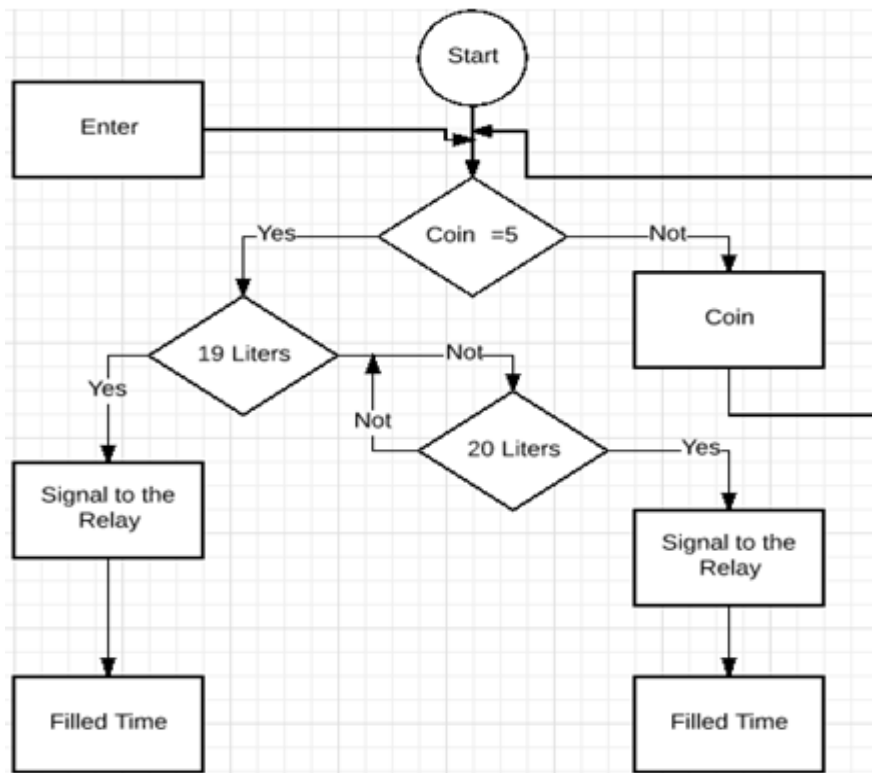 Start
Enter
Coin =5
Yes
Not
Coin
19 Liters
Not
Yes
Not
20 Liters
Yes
Signal to the
Relay
Signal to the
Relay
Filled Time
Filled Time